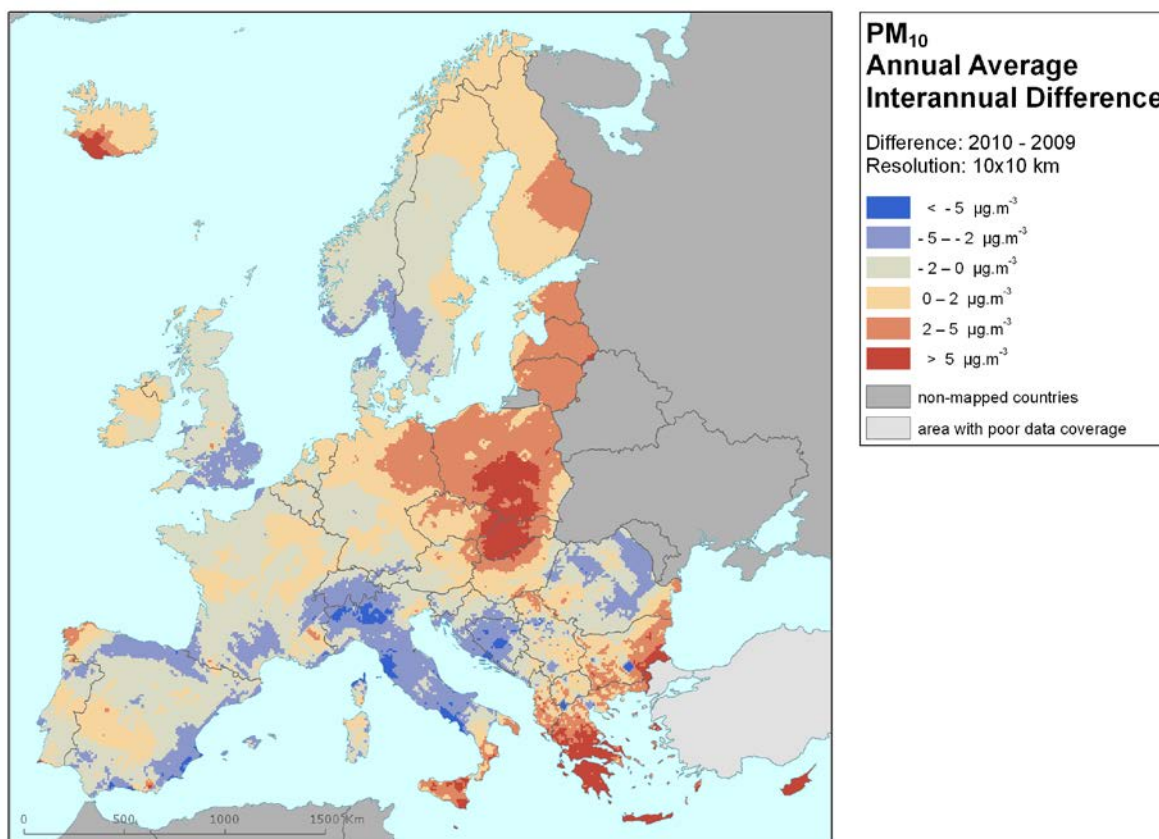 PM₁₀
Annual Average
Interannual Difference
Difference: 2010 - 2009
Resolution: 10x10 km
< - 5 µg.m⁻³
- 5 – - 2 µg.m⁻³
- 2 – 0 µg.m⁻³
0 – 2 µg.m⁻³
2 – 5 µg.m⁻³
> 5 µg.m⁻³
non-mapped countries
area with poor data coverage
0 500 1000 1500 Km